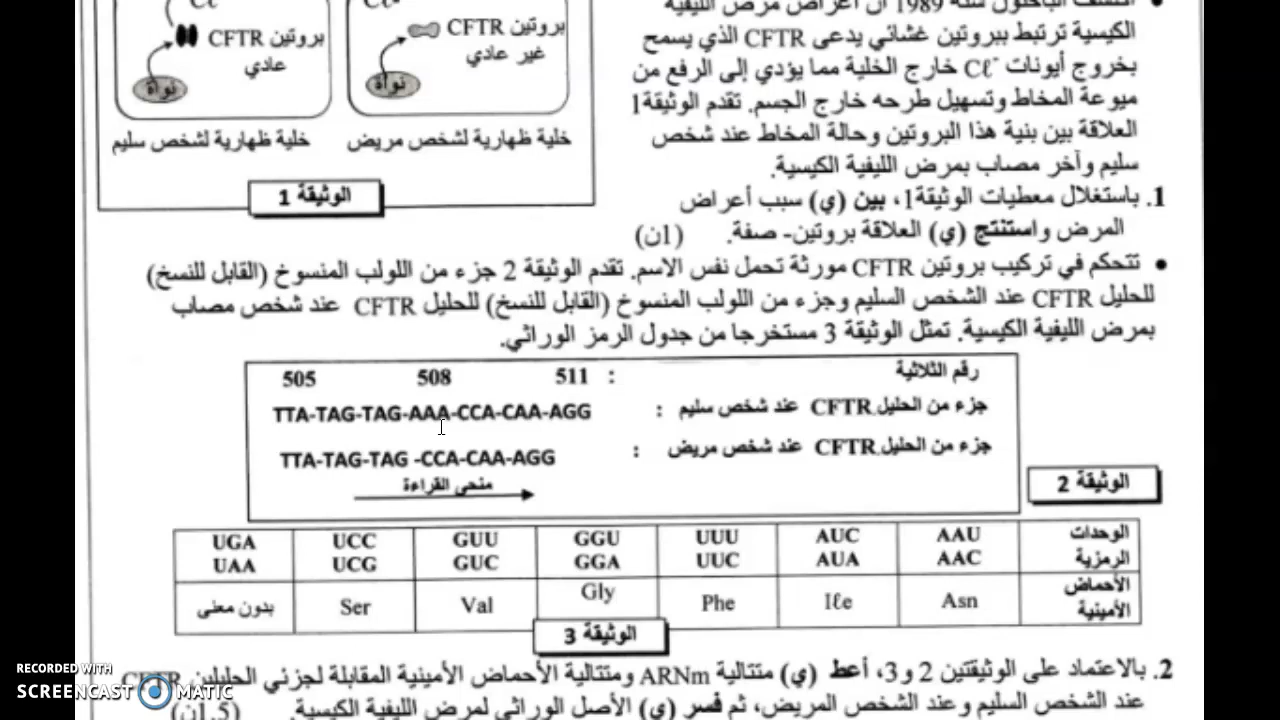 اكتشف الباحثون سنة 1989 أن أعراض مرض الليفية
الكيسية ترتبط ببروتين غشائي يدعى CFTR الذي يسمح
بخروج أيونات Cℓ⁻ خارج الخلية مما يؤدي إلى الرفع من
ميوعة المخاط وتسهيل طرحه خارج الجسم. تقدم الوثيقة1
العلاقة بين بنية هذا البروتين وحالة المخاط عند شخص
سليم وآخر مصاب بمرض الليفية الكيسية.
Cℓ⁻
بروتين CFTR
غير عادي
نواة
خلية ظهارية لشخص مريض
بروتين CFTR
عادي
نواة
خلية ظهارية لشخص سليم
الوثيقة 1
1. باستغلال معطيات الوثيقة1، بين (ي) سبب أعراض
المرض واستنتج (ي) العلاقة بروتين- صفة. (1ن)
• تتحكم في تركيب بروتين CFTR مورثة تحمل نفس الاسم. تقدم الوثيقة 2 جزء من اللولب المنسوخ (القابل للنسخ)
للحليل CFTR عند الشخص السليم وجزء من اللولب المنسوخ (القابل للنسخ) للحليل CFTR عند شخص مصاب
بمرض الليفية الكيسية. تمثل الوثيقة 3 مستخرجا من جدول الرمز الوراثي.
رقم الثلاثية : 505 508 511
جزء من الحليل CFTR عند شخص سليم : TTA-TAG-TAG-AAA-CCA-CAA-AGG
جزء من الحليل CFTR عند شخص مريض : TTA-TAG-TAG -CCA-CAA-AGG
منحى القراءة
الوثيقة 2
الوحدات AAU AUC UUU GGU GUU UCC UGA
الرمزية AAC AUA UUC GGA GUC UCG UAA
الأحماض
الأمينية Asn Iℓe Phe Gly Val Ser بدون معنى
الوثيقة 3
2. بالاعتماد على الوثيقتين 2 و3، أعط (ي) متتالية ARNm ومتتالية الأحماض الأمينية المقابلة لجزئي الحليلين CFTR
عند الشخص السليم وعند الشخص المريض، ثم فسر (ي) الأصل الوراثي لمرض الليفية الكيسية. (1.5ن)
RECORDED WITH
SCREENCAST MATIC